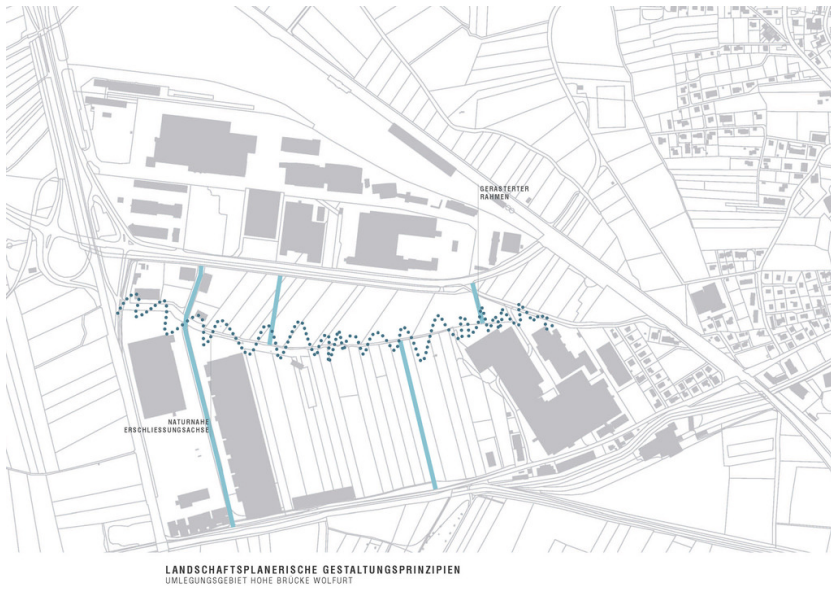 GERASTERTER
RAHMEN
NATURNAHE
ERSCHLIESSUNGSACHSE
LANDSCHAFTSPLANERISCHE GESTALTUNGSPRINZIPIEN
UMLEGUNGSGEBIET HOHE BRÜCKE WOLFURT